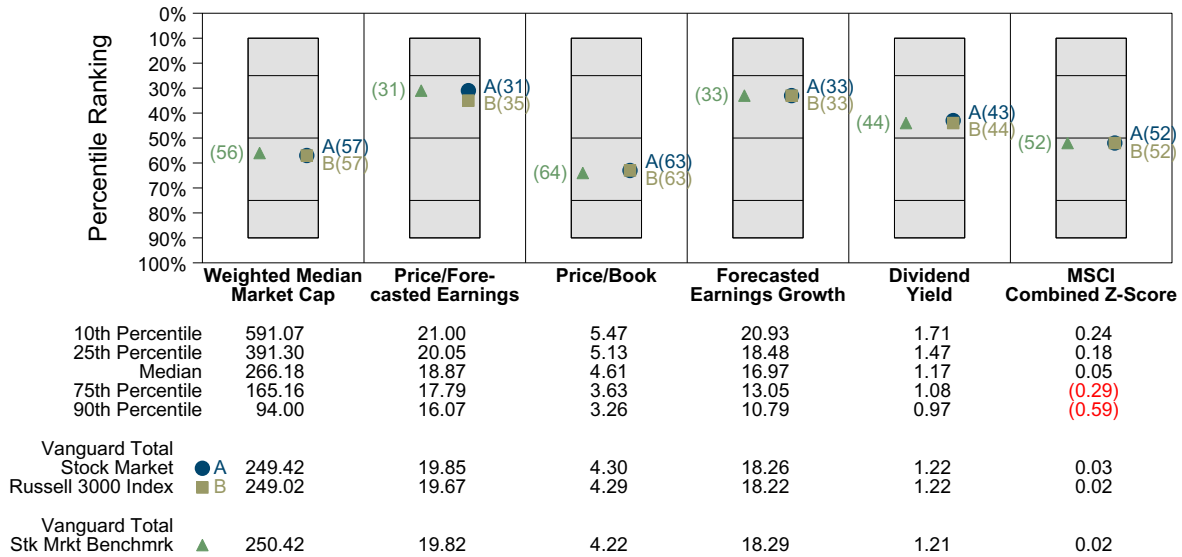 Percentile Ranking
0%
10%
20%
30%
40%
50%
60%
70%
80%
90%
100%
(56) A(57)
B(57)
(31) A(31)
B(35)
(64) A(63)
B(63)
(33) A(33)
B(33)
(44) A(43)
B(44)
(52) A(52)
B(52)
Weighted Median
Market Cap
Price/Fore-
casted Earnings
Price/Book
Forecasted
Earnings Growth
Dividend
Yield
MSCI
Combined Z-Score
10th Percentile 591.07 21.00 5.47 20.93 1.71 0.24
25th Percentile 391.30 20.05 5.13 18.48 1.47 0.18
Median 266.18 18.87 4.61 16.97 1.17 0.05
75th Percentile 165.16 17.79 3.63 13.05 1.08 (0.29)
90th Percentile 94.00 16.07 3.26 10.79 0.97 (0.59)
Vanguard Total
Stock Market A 249.42 19.85 4.30 18.26 1.22 0.03
Russell 3000 Index B 249.02 19.67 4.29 18.22 1.22 0.02
Vanguard Total
Stk Mrkt Benchmrk 250.42 19.82 4.22 18.29 1.21 0.02